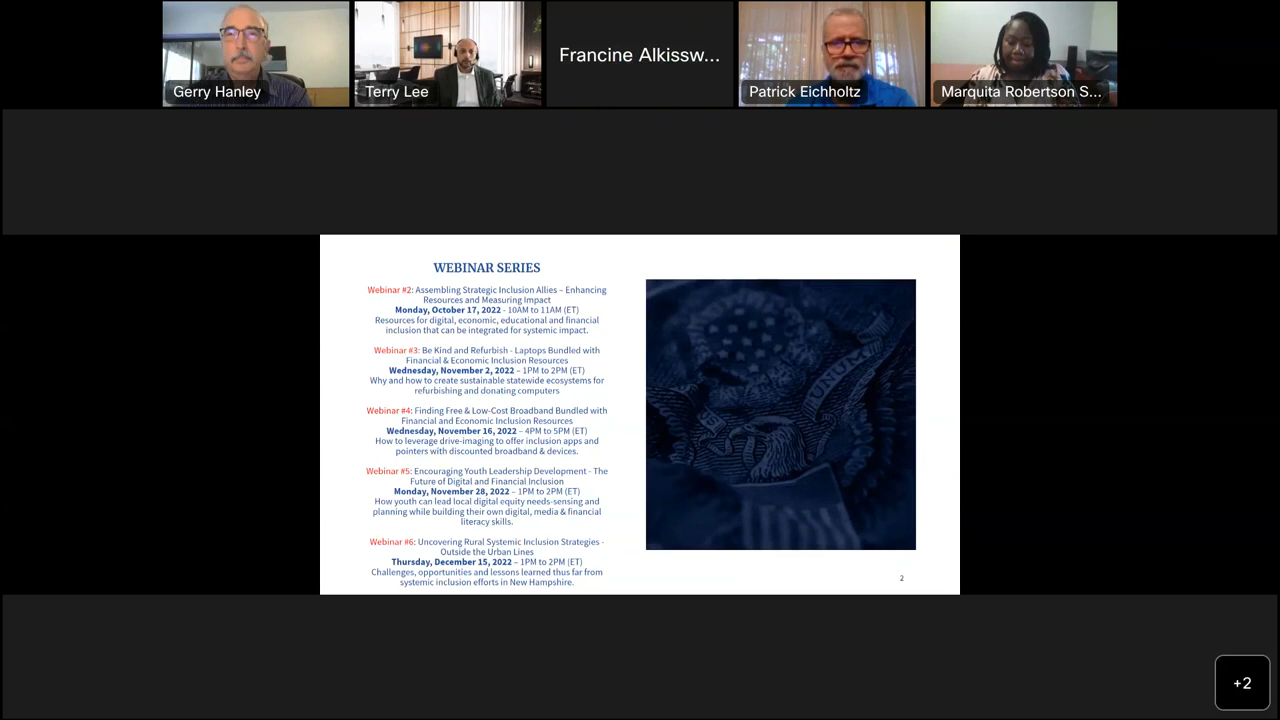 Gerry Hanley
Terry Lee
Francine Alkissw...
Patrick Eichholtz
Marquita Robertson S...
WEBINAR SERIES
Webinar #2: Assembling Strategic Inclusion Allies – Enhancing
Resources and Measuring Impact
Monday, October 17, 2022 - 10AM to 11AM (ET)
Resources for digital, economic, educational and financial
inclusion that can be integrated for systemic impact.
Webinar #3: Be Kind and Refurbish - Laptops Bundled with
Financial & Economic Inclusion Resources
Wednesday, November 2, 2022 – 1PM to 2PM (ET)
Why and how to create sustainable statewide ecosystems for
refurbishing and donating computers
Webinar #4: Finding Free & Low-Cost Broadband Bundled with
Financial and Economic Inclusion Resources
Wednesday, November 16, 2022 – 4PM to 5PM (ET)
How to leverage drive-imaging to offer inclusion apps and
pointers with discounted broadband & devices.
Webinar #5: Encouraging Youth Leadership Development - The
Future of Digital and Financial Inclusion
Monday, November 28, 2022 – 1PM to 2PM (ET)
How youth can lead local digital equity needs-sensing and
planning while building their own digital, media & financial
literacy skills.
Webinar #6: Uncovering Rural Systemic Inclusion Strategies -
Outside the Urban Lines
Thursday, December 15, 2022 – 1PM to 2PM (ET)
Challenges, opportunities and lessons learned thus far from
systemic inclusion efforts in New Hampshire.
2
+2